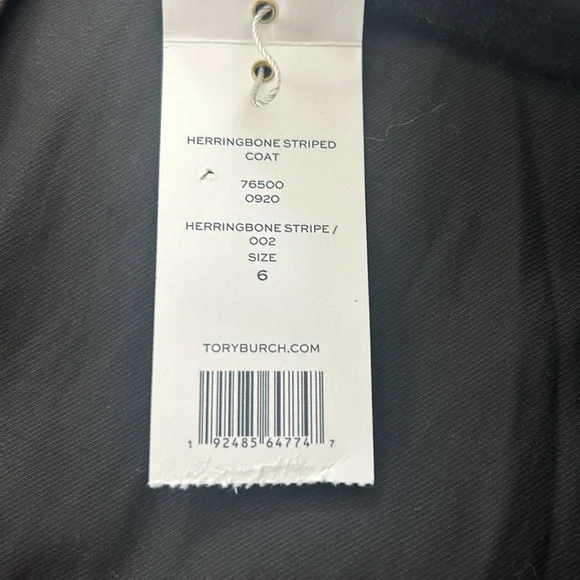 HERRINGBONE STRIPED
COAT
76500
0920
HERRINGBONE STRIPE /
002
SIZE
6
TORYBURCH.COM
1 92485 64774 7